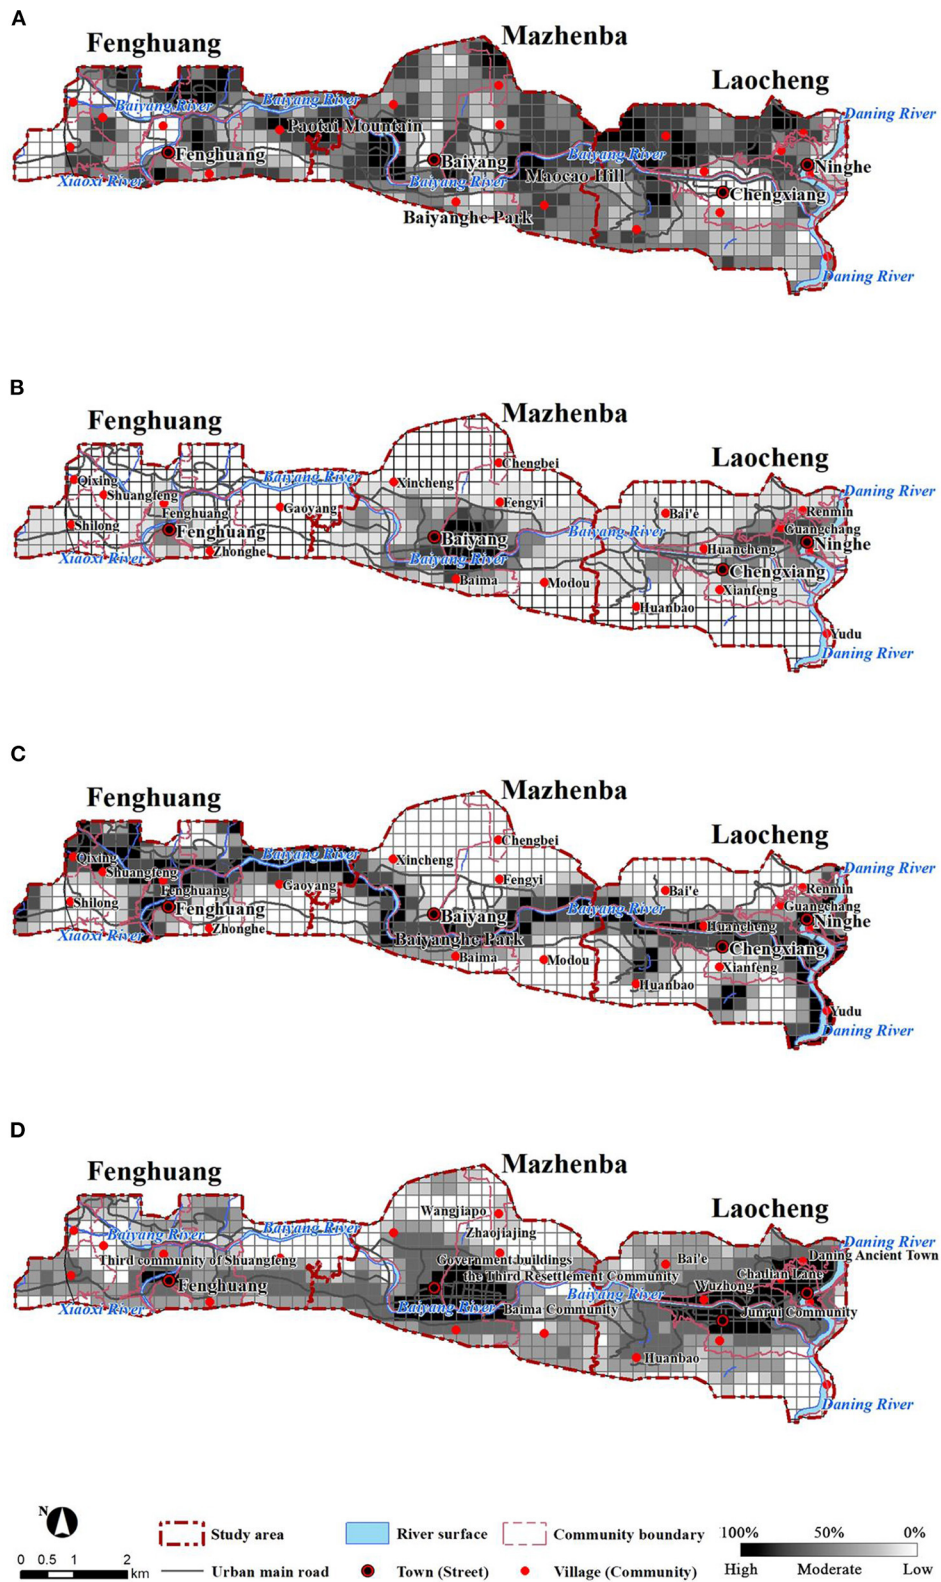 A
Fenghuang
Mazhenba
Laocheng
Baiyang River
Baiyang River
Daning River
Paotai Mountain
Fenghuang
Baiyang
Baiyang River
Ninghe
Xiaoxi River
Baiyang River
Maocao Hill
Chengxiang
Baiyanghe Park
Daning River
B
Fenghuang
Mazhenba
Laocheng
Chengbei
Qixing
Baiyang River
Xincheng
Daning River
Shuangfeng
Fengyi
Fenghuang
Gaoyang
Bai'e
Renmin
Shilong
Fenghuang
Baiyang
Baiyang River
Guangchang
Ninghe
Xiaoxi River
Zhonghe
Baiyang River
Huancheng
Baima
Modou
Chengxiang
Xianfeng
Huanbao
Yudu
Daning River
C
Fenghuang
Mazhenba
Laocheng
Chengbei
Qixing
Baiyang River
Xincheng
Daning River
Shuangfeng
Fengyi
Fenghuang
Gaoyang
Bai'e
Renmin
Shilong
Fenghuang
Baiyang
Baiyang River
Guangchang
Ninghe
Xiaoxi River
Zhonghe
Baiyanghe Park
Huancheng
Baima
Modou
Chengxiang
Xianfeng
Huanbao
Yudu
Daning River
D
Fenghuang
Mazhenba
Laocheng
Wangjiapo
Baiyang River
Baiyang River
Zhaojiajing
Daning River
Third community of Shuangfeng
Government buildings
Bai'e
Daning Ancient Town
Fenghuang
the Third Resettlement Community
Chalian Lane
Xiaoxi River
Baiyang River
Baima Community
Baiyang River
Wuzhong
Junrui Community
Huanbao
Daning River
N
0 0.5 1 2
km
Study area
River surface
Community boundary
Urban main road
Town (Street)
Village (Community)
100% 50% 0%
High Moderate Low